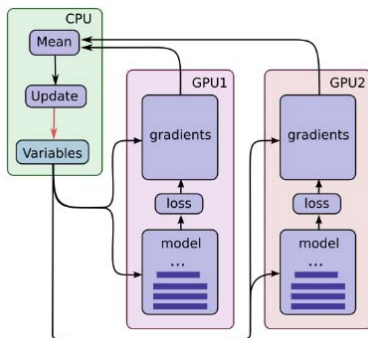 CPU
Mean
Update
Variables
GPU1
gradients
loss
model
...
GPU2
gradients
loss
model
...